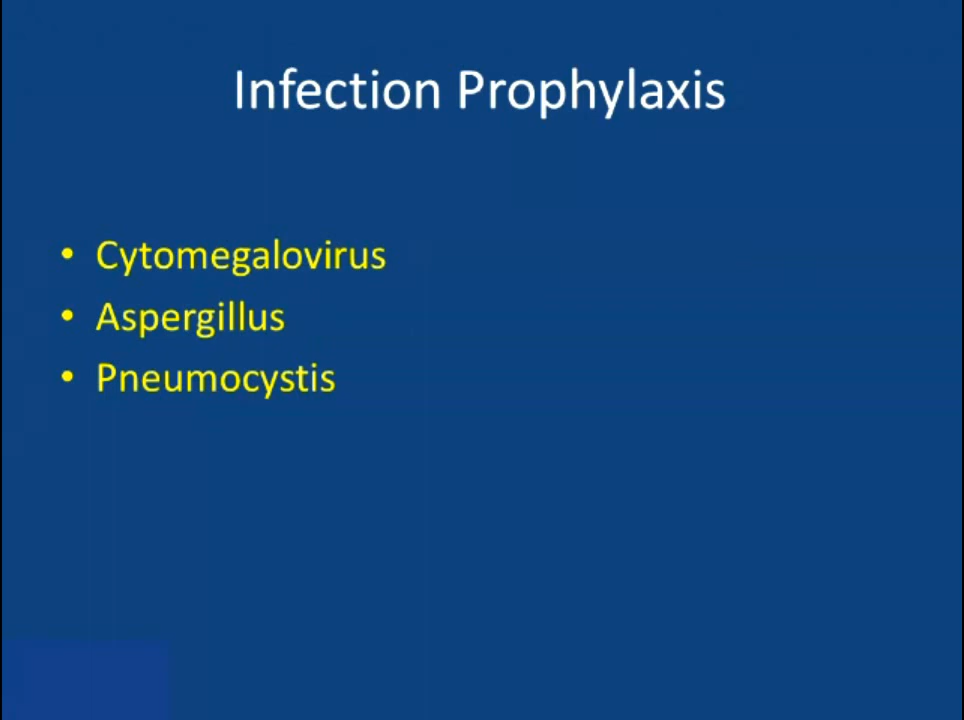 Infection Prophylaxis
• Cytomegalovirus
• Aspergillus
• Pneumocystis